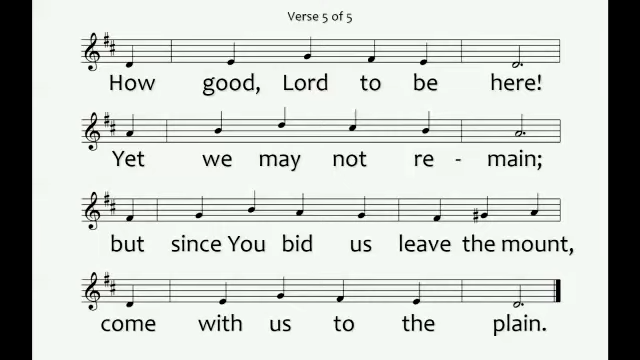 Verse 5 of 5
How good, Lord to be here!
Yet we may not re - main;
but since You bid us leave the mount,
come with us to the plain.